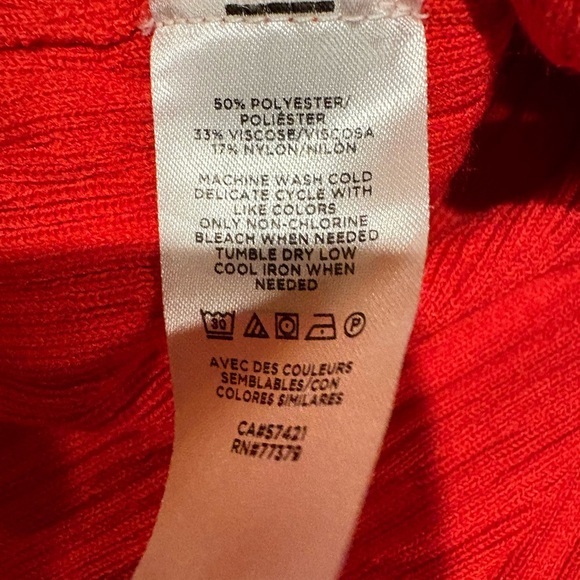 50% POLYESTER/
POLIÉSTER
33% VISCOSE/VISCOSA
17% NYLON/NILÓN
MACHINE WASH COLD
DELICATE CYCLE WITH
LIKE COLORS
ONLY NON-CHLORINE
BLEACH WHEN NEEDED
TUMBLE DRY LOW
COOL IRON WHEN
NEEDED
30 P
AVEC DES COULEURS
SEMBLABLES/CON
COLORES SIMILARES
CA#57421
RN#77379